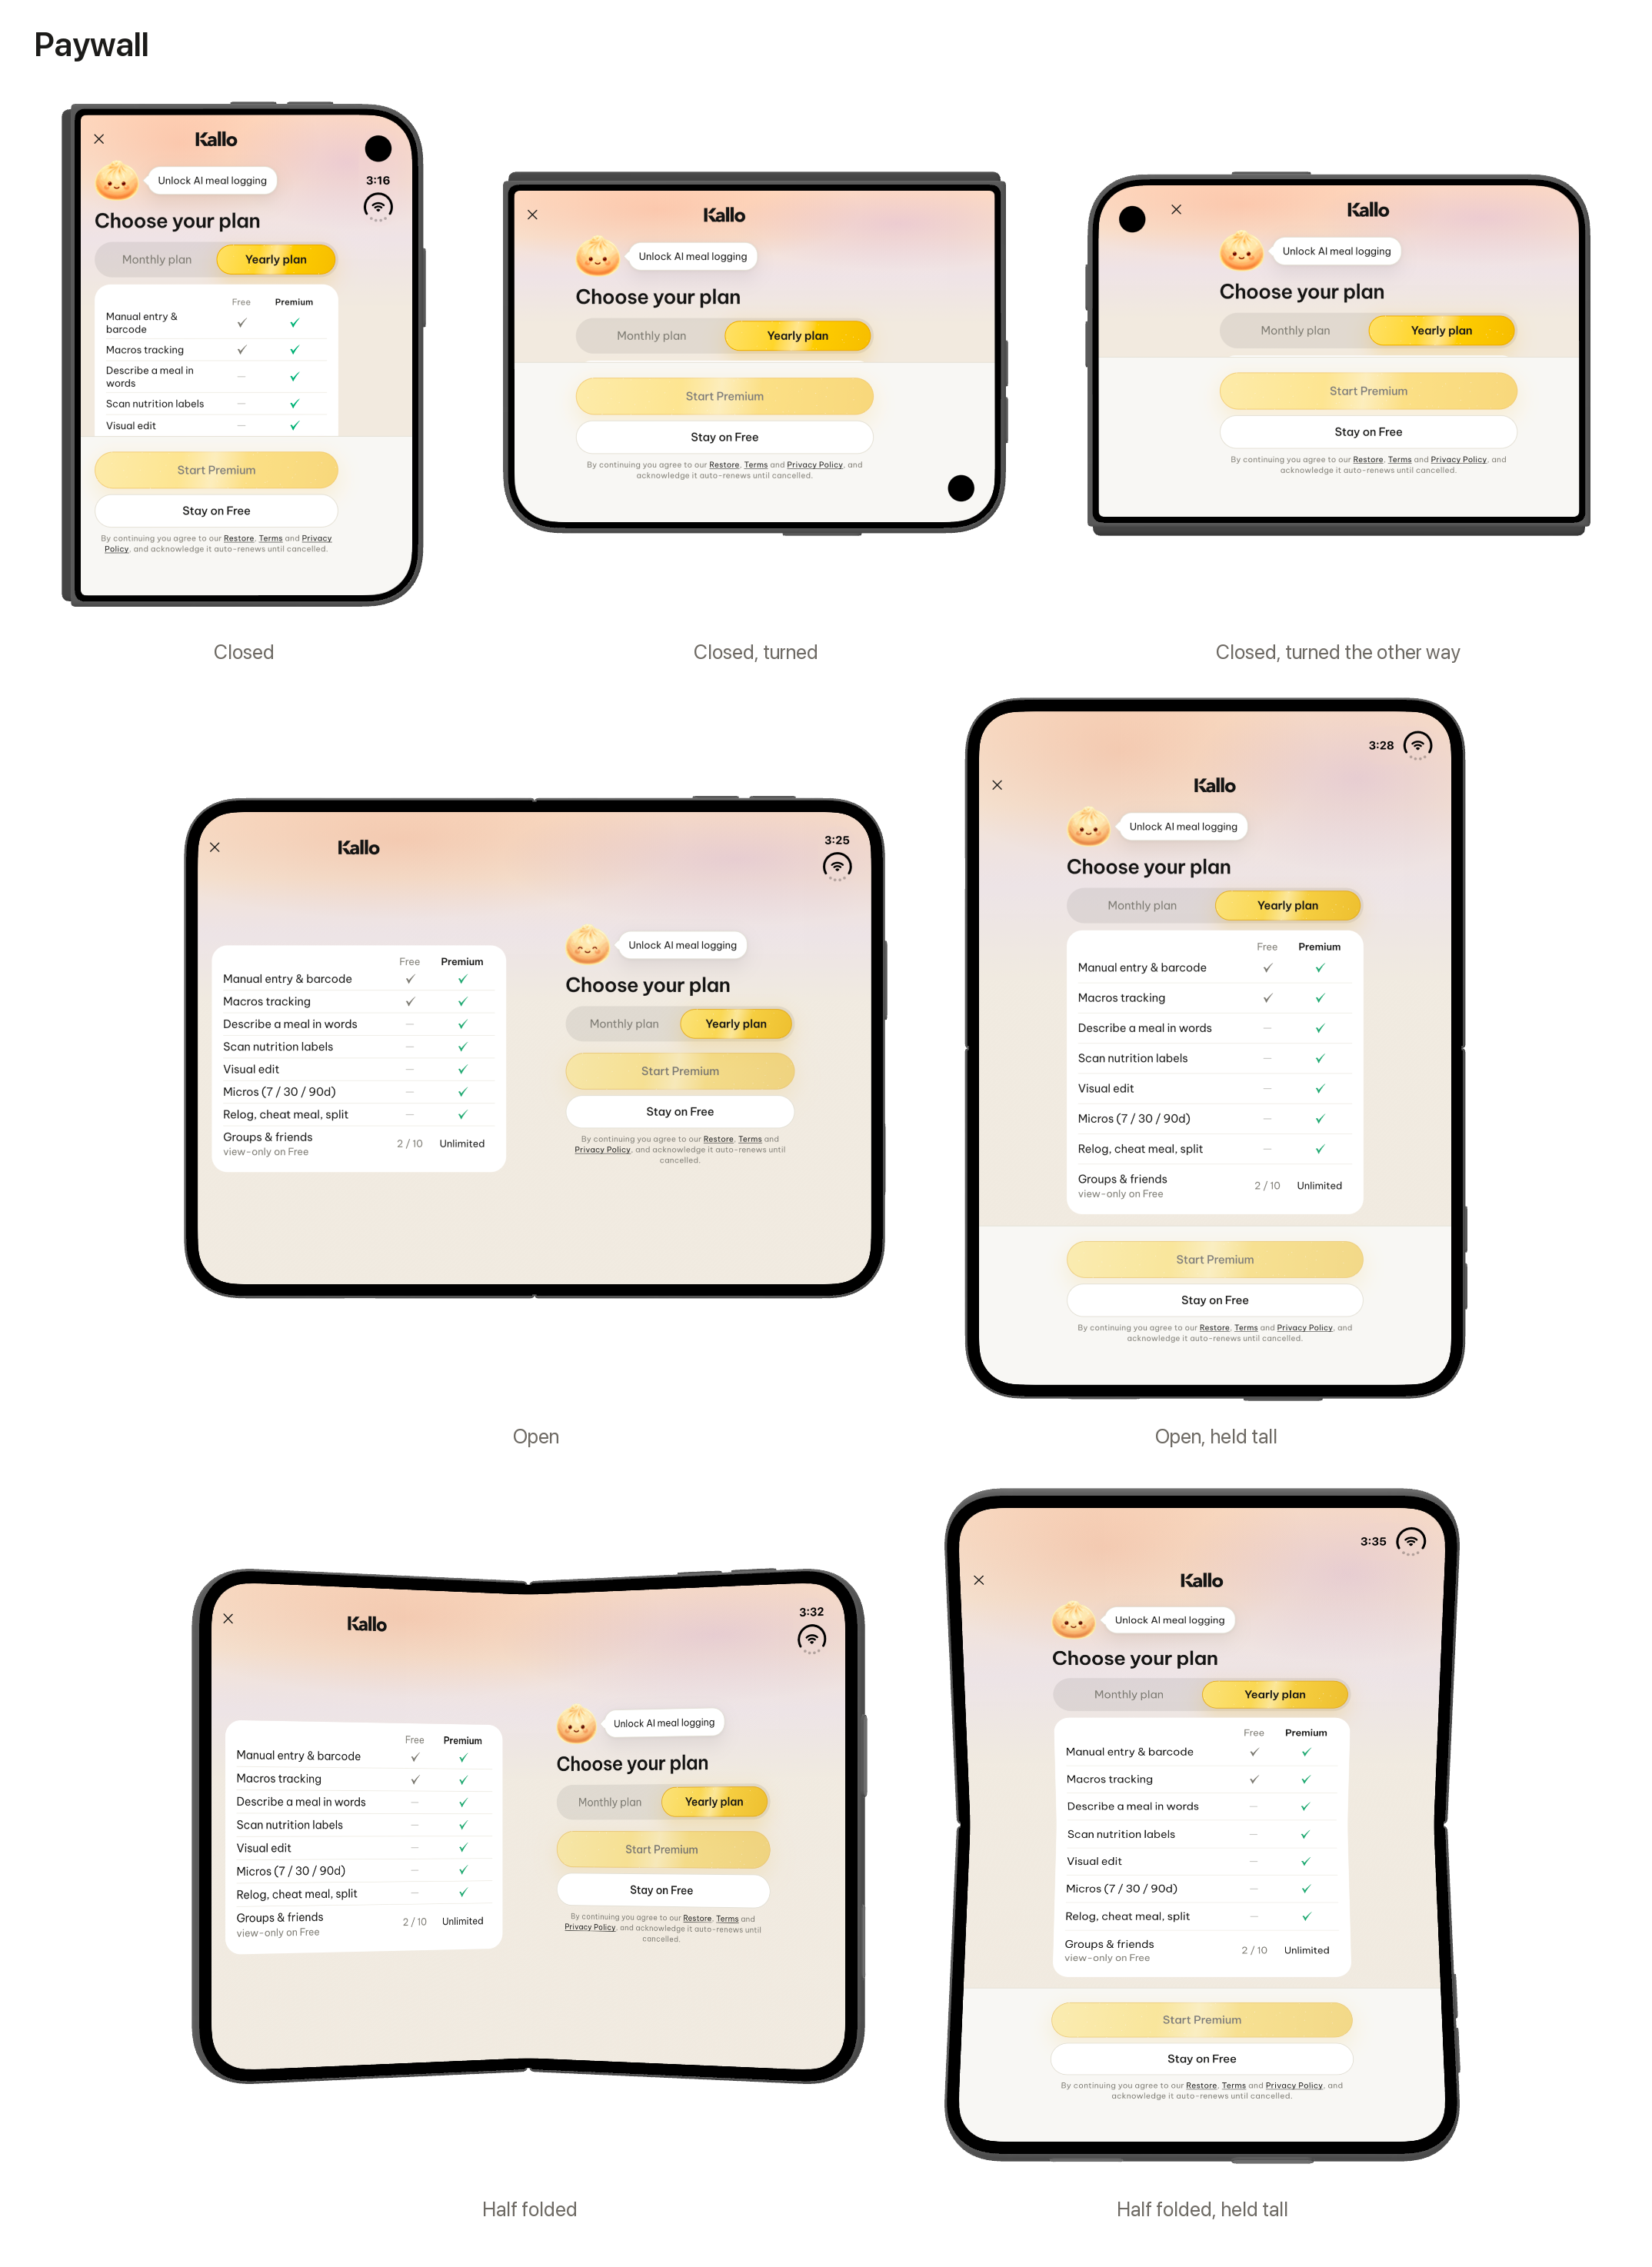 Paywall
Kallo
3:16
Unlock AI meal logging
Choose your plan
Monthly plan Yearly plan
Free Premium
Manual entry &
barcode
Macros tracking
Describe a meal in
words
Scan nutrition labels
Visual edit
Start Premium
Stay on Free
By continuing you agree to our Restore, Terms and Privacy
Policy, and acknowledge it auto-renews until cancelled.
Closed
Kallo
Unlock AI meal logging
Choose your plan
Monthly plan Yearly plan
Start Premium
Stay on Free
By continuing you agree to our Restore, Terms and Privacy Policy, and
acknowledge it auto-renews until cancelled.
Closed, turned
Kallo
Unlock AI meal logging
Choose your plan
Monthly plan Yearly plan
Start Premium
Stay on Free
By continuing you agree to our Restore, Terms and Privacy Policy, and
acknowledge it auto-renews until cancelled.
Closed, turned the other way
Kallo
3:25
Free Premium
Manual entry & barcode
Macros tracking
Describe a meal in words
Scan nutrition labels
Visual edit
Micros (7 / 30 / 90d)
Relog, cheat meal, split
Groups & friends 2 / 10 Unlimited
view-only on Free
Unlock AI meal logging
Choose your plan
Monthly plan Yearly plan
Start Premium
Stay on Free
By continuing you agree to our Restore, Terms and
Privacy Policy, and acknowledge it auto-renews until
cancelled.
Open
3:28
Kallo
Unlock AI meal logging
Choose your plan
Monthly plan Yearly plan
Free Premium
Manual entry & barcode
Macros tracking
Describe a meal in words
Scan nutrition labels
Visual edit
Micros (7 / 30 / 90d)
Relog, cheat meal, split
Groups & friends 2 / 10 Unlimited
view-only on Free
Start Premium
Stay on Free
By continuing you agree to our Restore, Terms and Privacy Policy, and
acknowledge it auto-renews until cancelled.
Open, held tall
Kallo
3:32
Free Premium
Manual entry & barcode
Macros tracking
Describe a meal in words
Scan nutrition labels
Visual edit
Micros (7 / 30 / 90d)
Relog, cheat meal, split
Groups & friends 2 / 10 Unlimited
view-only on Free
Unlock AI meal logging
Choose your plan
Monthly plan Yearly plan
Start Premium
Stay on Free
By continuing you agree to our Restore, Terms and
Privacy Policy, and acknowledge it auto-renews until
cancelled.
Half folded
3:35
Kallo
Unlock AI meal logging
Choose your plan
Monthly plan Yearly plan
Free Premium
Manual entry & barcode
Macros tracking
Describe a meal in words
Scan nutrition labels
Visual edit
Micros (7 / 30 / 90d)
Relog, cheat meal, split
Groups & friends 2 / 10 Unlimited
view-only on Free
Start Premium
Stay on Free
By continuing you agree to our Restore, Terms and Privacy Policy, and
acknowledge it auto-renews until cancelled.
Half folded, held tall